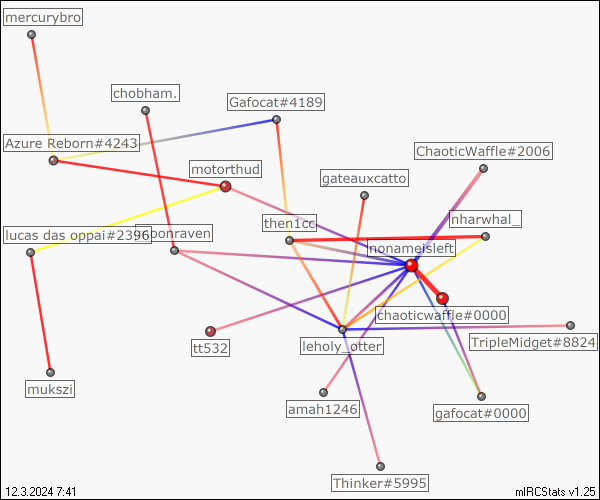 mercurybro
chobham.
Gafocat#4189
Azure Reborn#4243
ChaoticWaffle#2006
motorthud
gateauxcatto
nharwhal_
then1cc
lucas das oppai#2396
nonameisleft
chaoticwaffle#0000
tt532
leholy_otter
TripleMidget#8824
mukszi
amah1246
gafocat#0000
Thinker#5995
12.3.2024 7:41
mIRCStats v1.25